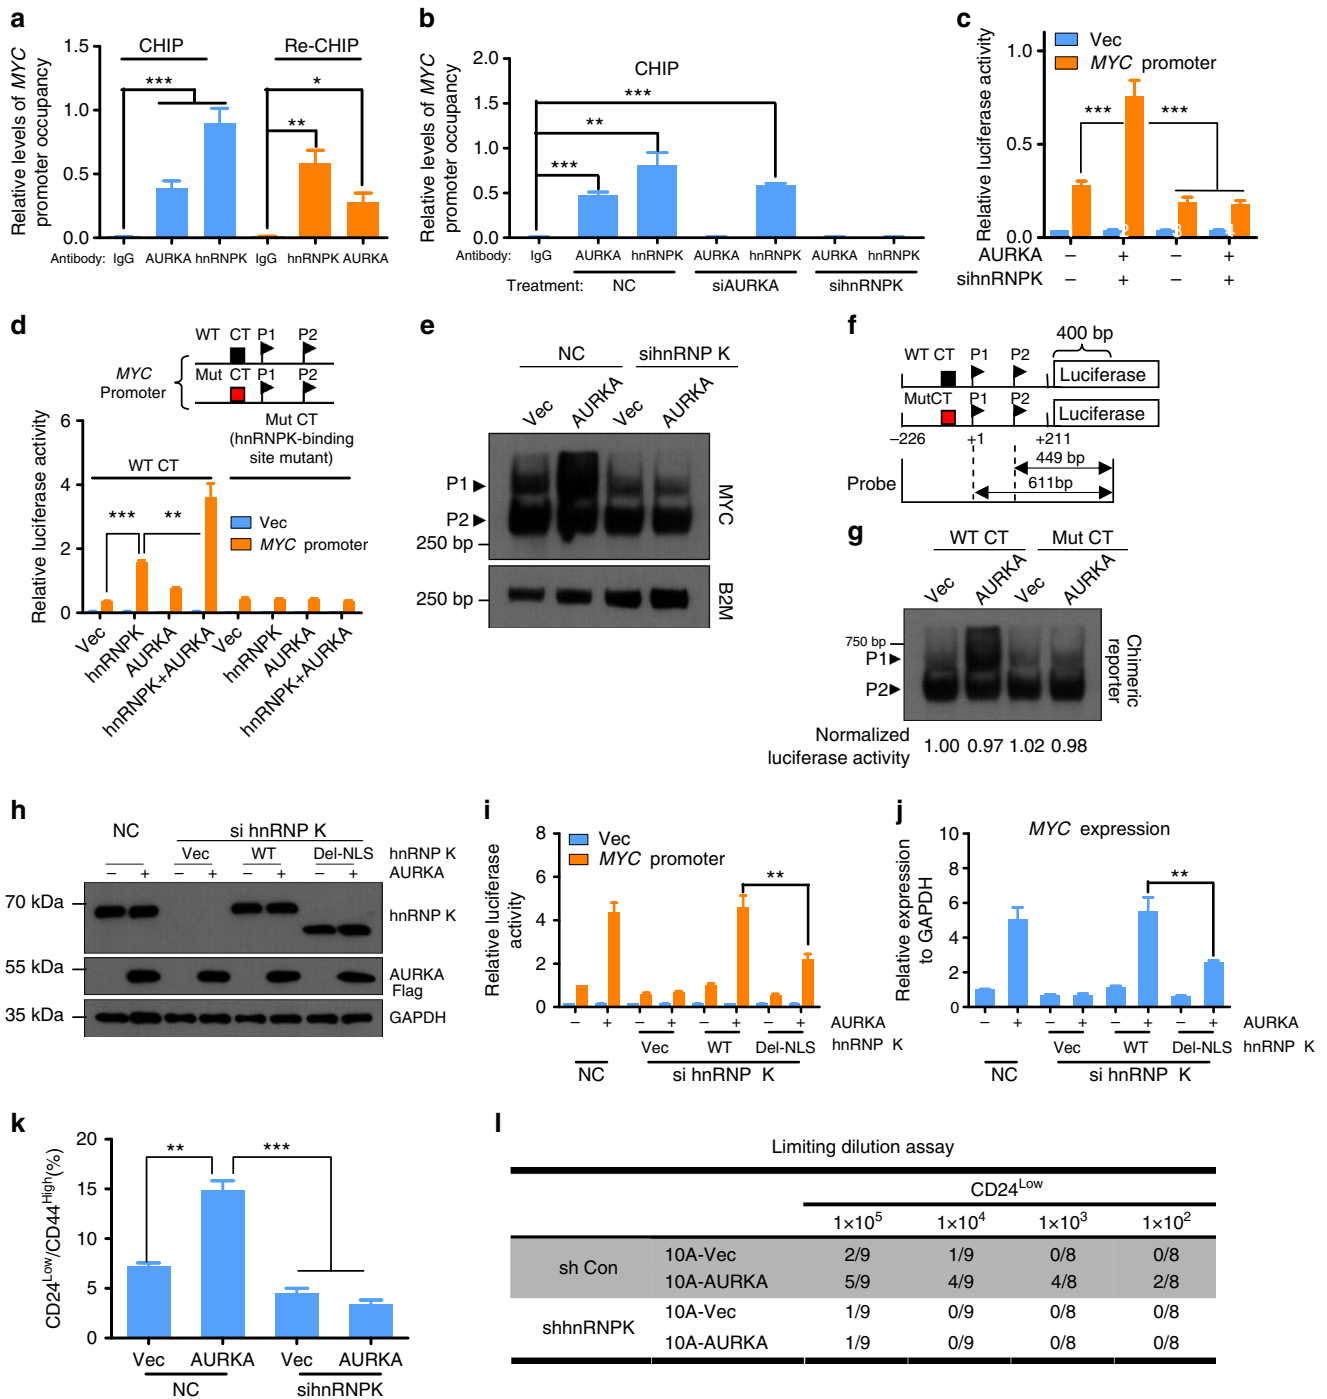 a
CHIP
Re-CHIP
Relative levels of MYC
promoter occupancy
1.5
1.0
0.5
0.0
***
*
**
Antibody: IgG AURKA hnRNPK IgG hnRNPK AURKA
b
CHIP
Relative levels of MYC
promoter occupancy
2.0
1.5
1.0
0.5
0.0
***
**
***
Antibody: IgG AURKA hnRNPK AURKA hnRNPK AURKA hnRNPK
Treatment: NC siAURKA sihnRNPK
c
Vec
MYC promoter
Relative luciferase activity
1.0
0.5
0.0
*** ***
AURKA – + – +
sihnRNPK – + – +
d
WT CT P1 P2
MYC
Promoter
Mut CT P1 P2
Mut CT
(hnRNPK-binding
site mutant)
WT CT
Relative luciferase activity
6
4
2
0
*** **
Vec
MYC promoter
Vec
hnRNPK
AURKA
hnRNPK+AURKA
Vec
hnRNPK
AURKA
hnRNPK+AURKA
e
NC sihnRNP K
Vec AURKA Vec AURKA
P1
P2
250 bp
MYC
250 bp
B2M
f
400 bp
WT CT P1 P2 Luciferase
MutCT P1 P2 Luciferase
–226 +1 +211
449 bp
Probe 611bp
g
WT CT Mut CT
Vec AURKA Vec AURKA
750 bp
P1
P2
Chimeric
reporter
Normalized
luciferase activity
1.00 0.97 1.02 0.98
h
NC si hnRNP K
Vec WT Del-NLS hnRNP K
– + – + – + – + AURKA
70 kDa hnRNP K
55 kDa AURKA
Flag
35 kDa GAPDH
i
Vec
MYC promoter
Relative luciferase
activity
8
6
4
2
0
**
– + – + – + – + AURKA
Vec WT Del-NLS hnRNP K
NC si hnRNP K
j
MYC expression
Relative expression
to GAPDH
10
8
6
4
2
0
**
– + – + – + – + AURKA
Vec WT Del-NLS hnRNP K
NC si hnRNP K
k
CD24Low/CD44High(%)
20
15
10
5
0
** ***
Vec AURKA Vec AURKA
NC sihnRNPK
l
Limiting dilution assay
CD24Low
1×10⁵ 1×10⁴ 1×10³ 1×10²
sh Con
10A-Vec 2/9 1/9 0/8 0/8
10A-AURKA 5/9 4/9 4/8 2/8
shhnRNPK
10A-Vec 1/9 0/9 0/8 0/8
10A-AURKA 1/9 0/9 0/8 0/8